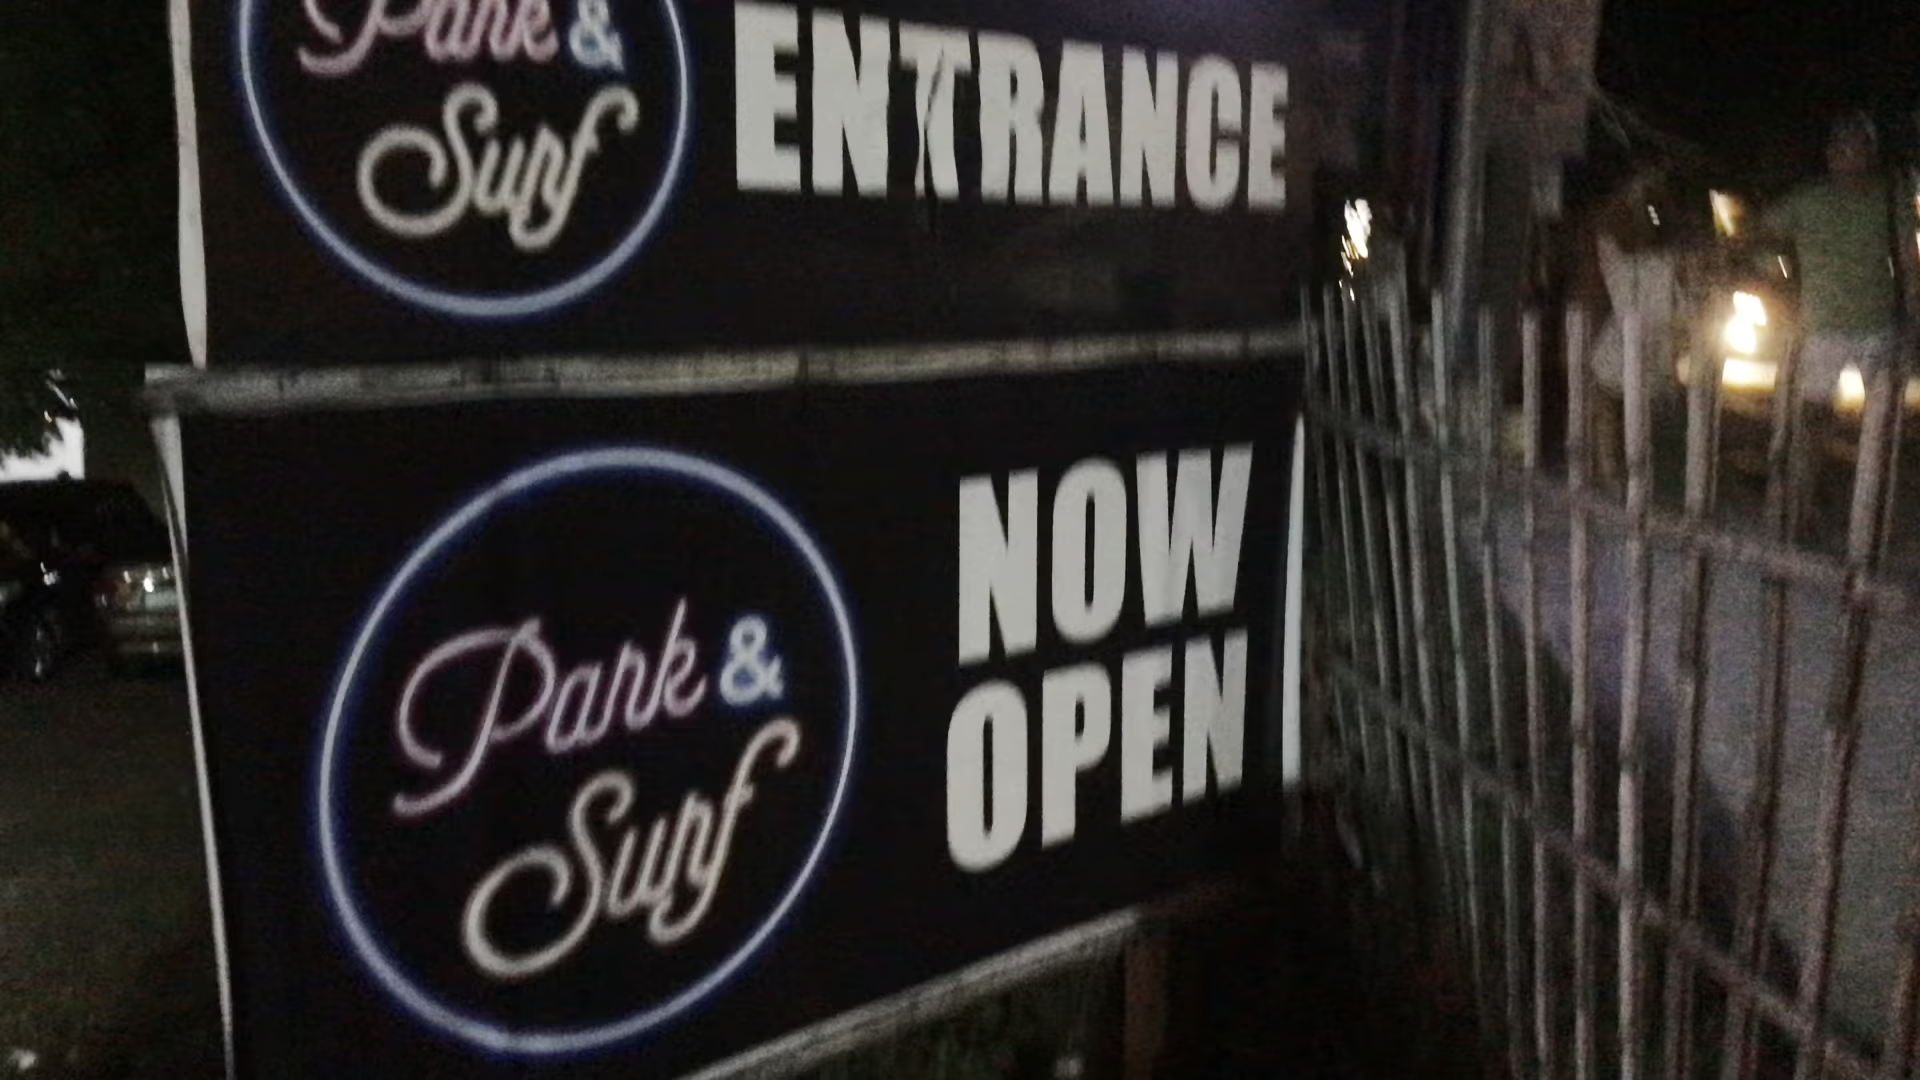 Park &
Surf
ENTRANCE
Park &
Surf
NOW
OPEN